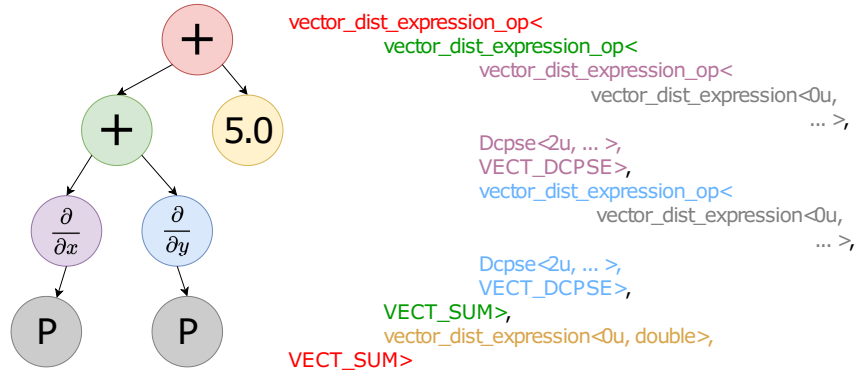 +
+
5.0
∂/∂x
∂/∂y
P
P
vector_dist_expression_op<
vector_dist_expression_op<
vector_dist_expression_op<
vector_dist_expression<0u,
... >,
Dcpse<2u, ... >,
VECT_DCPSE>,
vector_dist_expression_op<
vector_dist_expression<0u,
... >,
Dcpse<2u, ... >,
VECT_DCPSE>,
VECT_SUM>,
vector_dist_expression<0u, double>,
VECT_SUM>